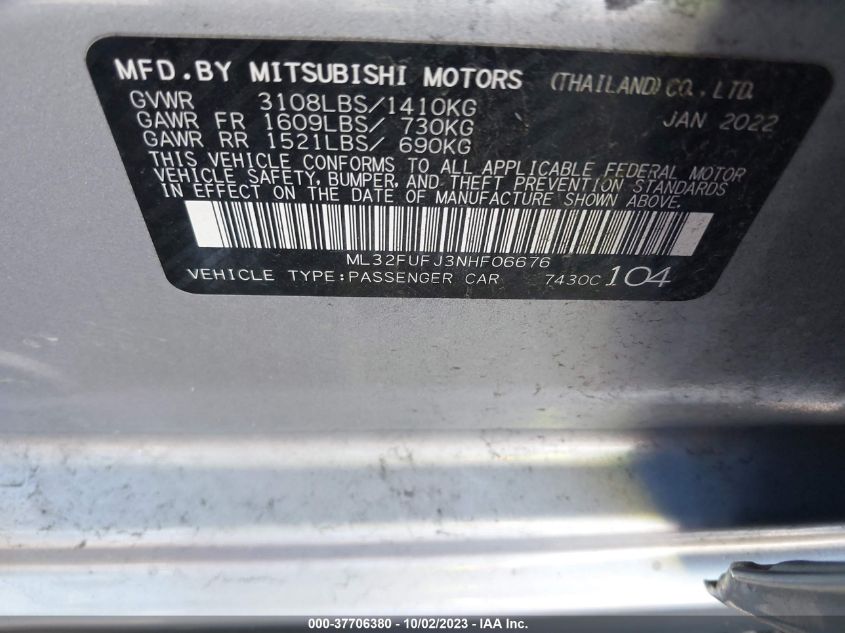 MFD.BY MITSUBISHI MOTORS (THAILAND) CO., LTD.
GVWR 3108LBS/1410KG JAN 2022
GAWR FR 1609LBS/ 730KG
GAWR RR 1521LBS/ 690KG
THIS VEHICLE CONFORMS TO ALL APPLICABLE FEDERAL MOTOR
VEHICLE SAFETY, BUMPER, AND THEFT PREVENTION STANDARDS
IN EFFECT ON THE DATE OF MANUFACTURE SHOWN ABOVE.
ML32FUFJ3NHF06676
VEHICLE TYPE:PASSENGER CAR 7430C 104
000-37706380 - 10/02/2023 - IAA Inc.